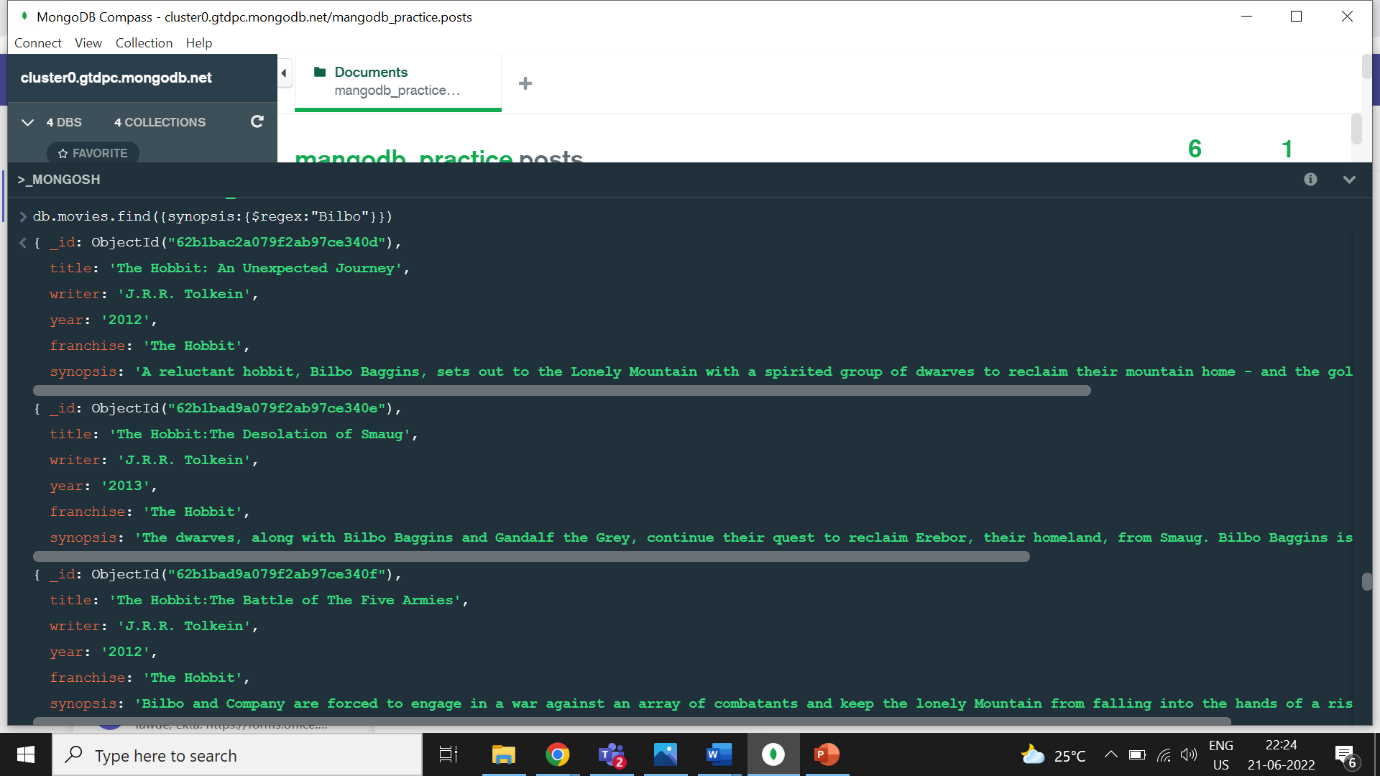 MongoDB Compass - cluster0.gtdpc.mongodb.net/mangodb_practice.posts
Connect View Collection Help
cluster0.gtdpc.mongodb.net
Documents
mangodb_practice...
4 DBS 4 COLLECTIONS
FAVORITE
mangodb_practice.posts
6 1
>_MONGOSH
db.movies.find({synopsis:{$regex:"Bilbo"}})
{ _id: ObjectId("62b1bac2a079f2ab97ce340d"),
title: 'The Hobbit: An Unexpected Journey',
writer: 'J.R.R. Tolkein',
year: '2012',
franchise: 'The Hobbit',
synopsis: 'A reluctant hobbit, Bilbo Baggins, sets out to the Lonely Mountain with a spirited group of dwarves to reclaim their mountain home - and the gol
{ _id: ObjectId("62b1bad9a079f2ab97ce340e"),
title: 'The Hobbit:The Desolation of Smaug',
writer: 'J.R.R. Tolkein',
year: '2013',
franchise: 'The Hobbit',
synopsis: 'The dwarves, along with Bilbo Baggins and Gandalf the Grey, continue their quest to reclaim Erebor, their homeland, from Smaug. Bilbo Baggins is
{ _id: ObjectId("62b1bad9a079f2ab97ce340f"),
title: 'The Hobbit:The Battle of The Five Armies',
writer: 'J.R.R. Tolkein',
year: '2012',
franchise: 'The Hobbit',
synopsis: 'Bilbo and Company are forced to engage in a war against an array of combatants and keep the lonely Mountain from falling into the hands of a ris
Type here to search
2
25°C
ENG
US
22:24
21-06-2022
6